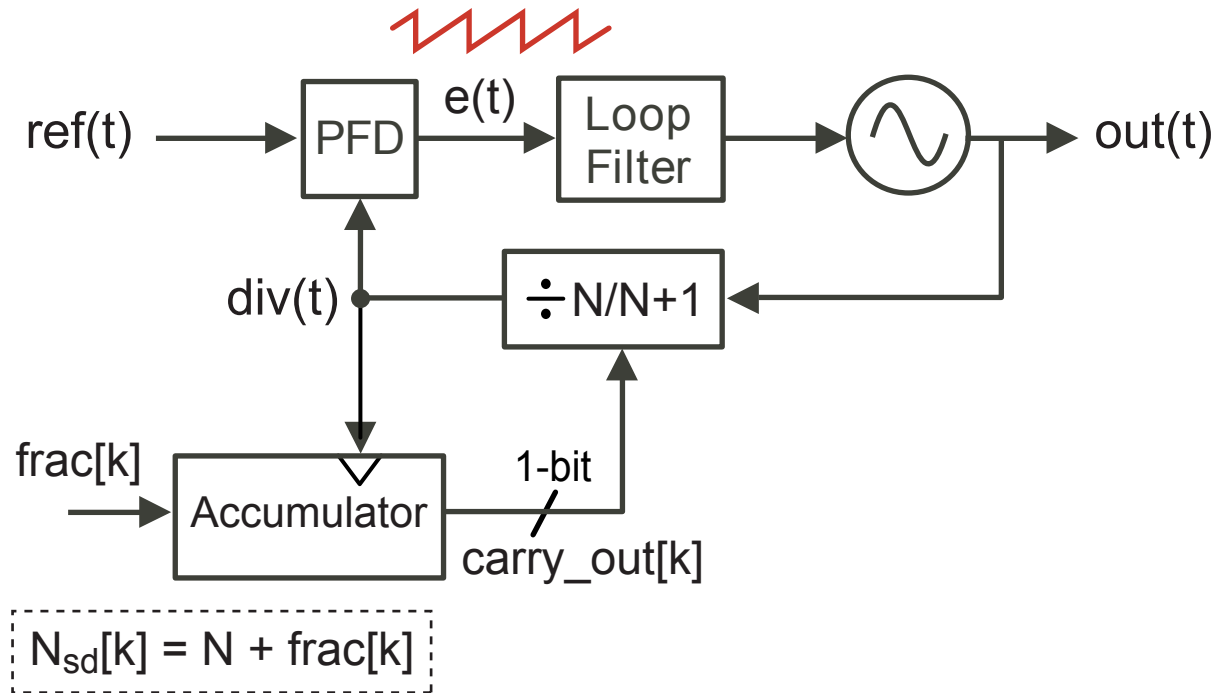 ref(t)
PFD
e(t)
Loop
Filter
out(t)
div(t)
÷ N/N+1
frac[k]
Accumulator
1-bit
carry_out[k]
Nsd[k] = N + frac[k]